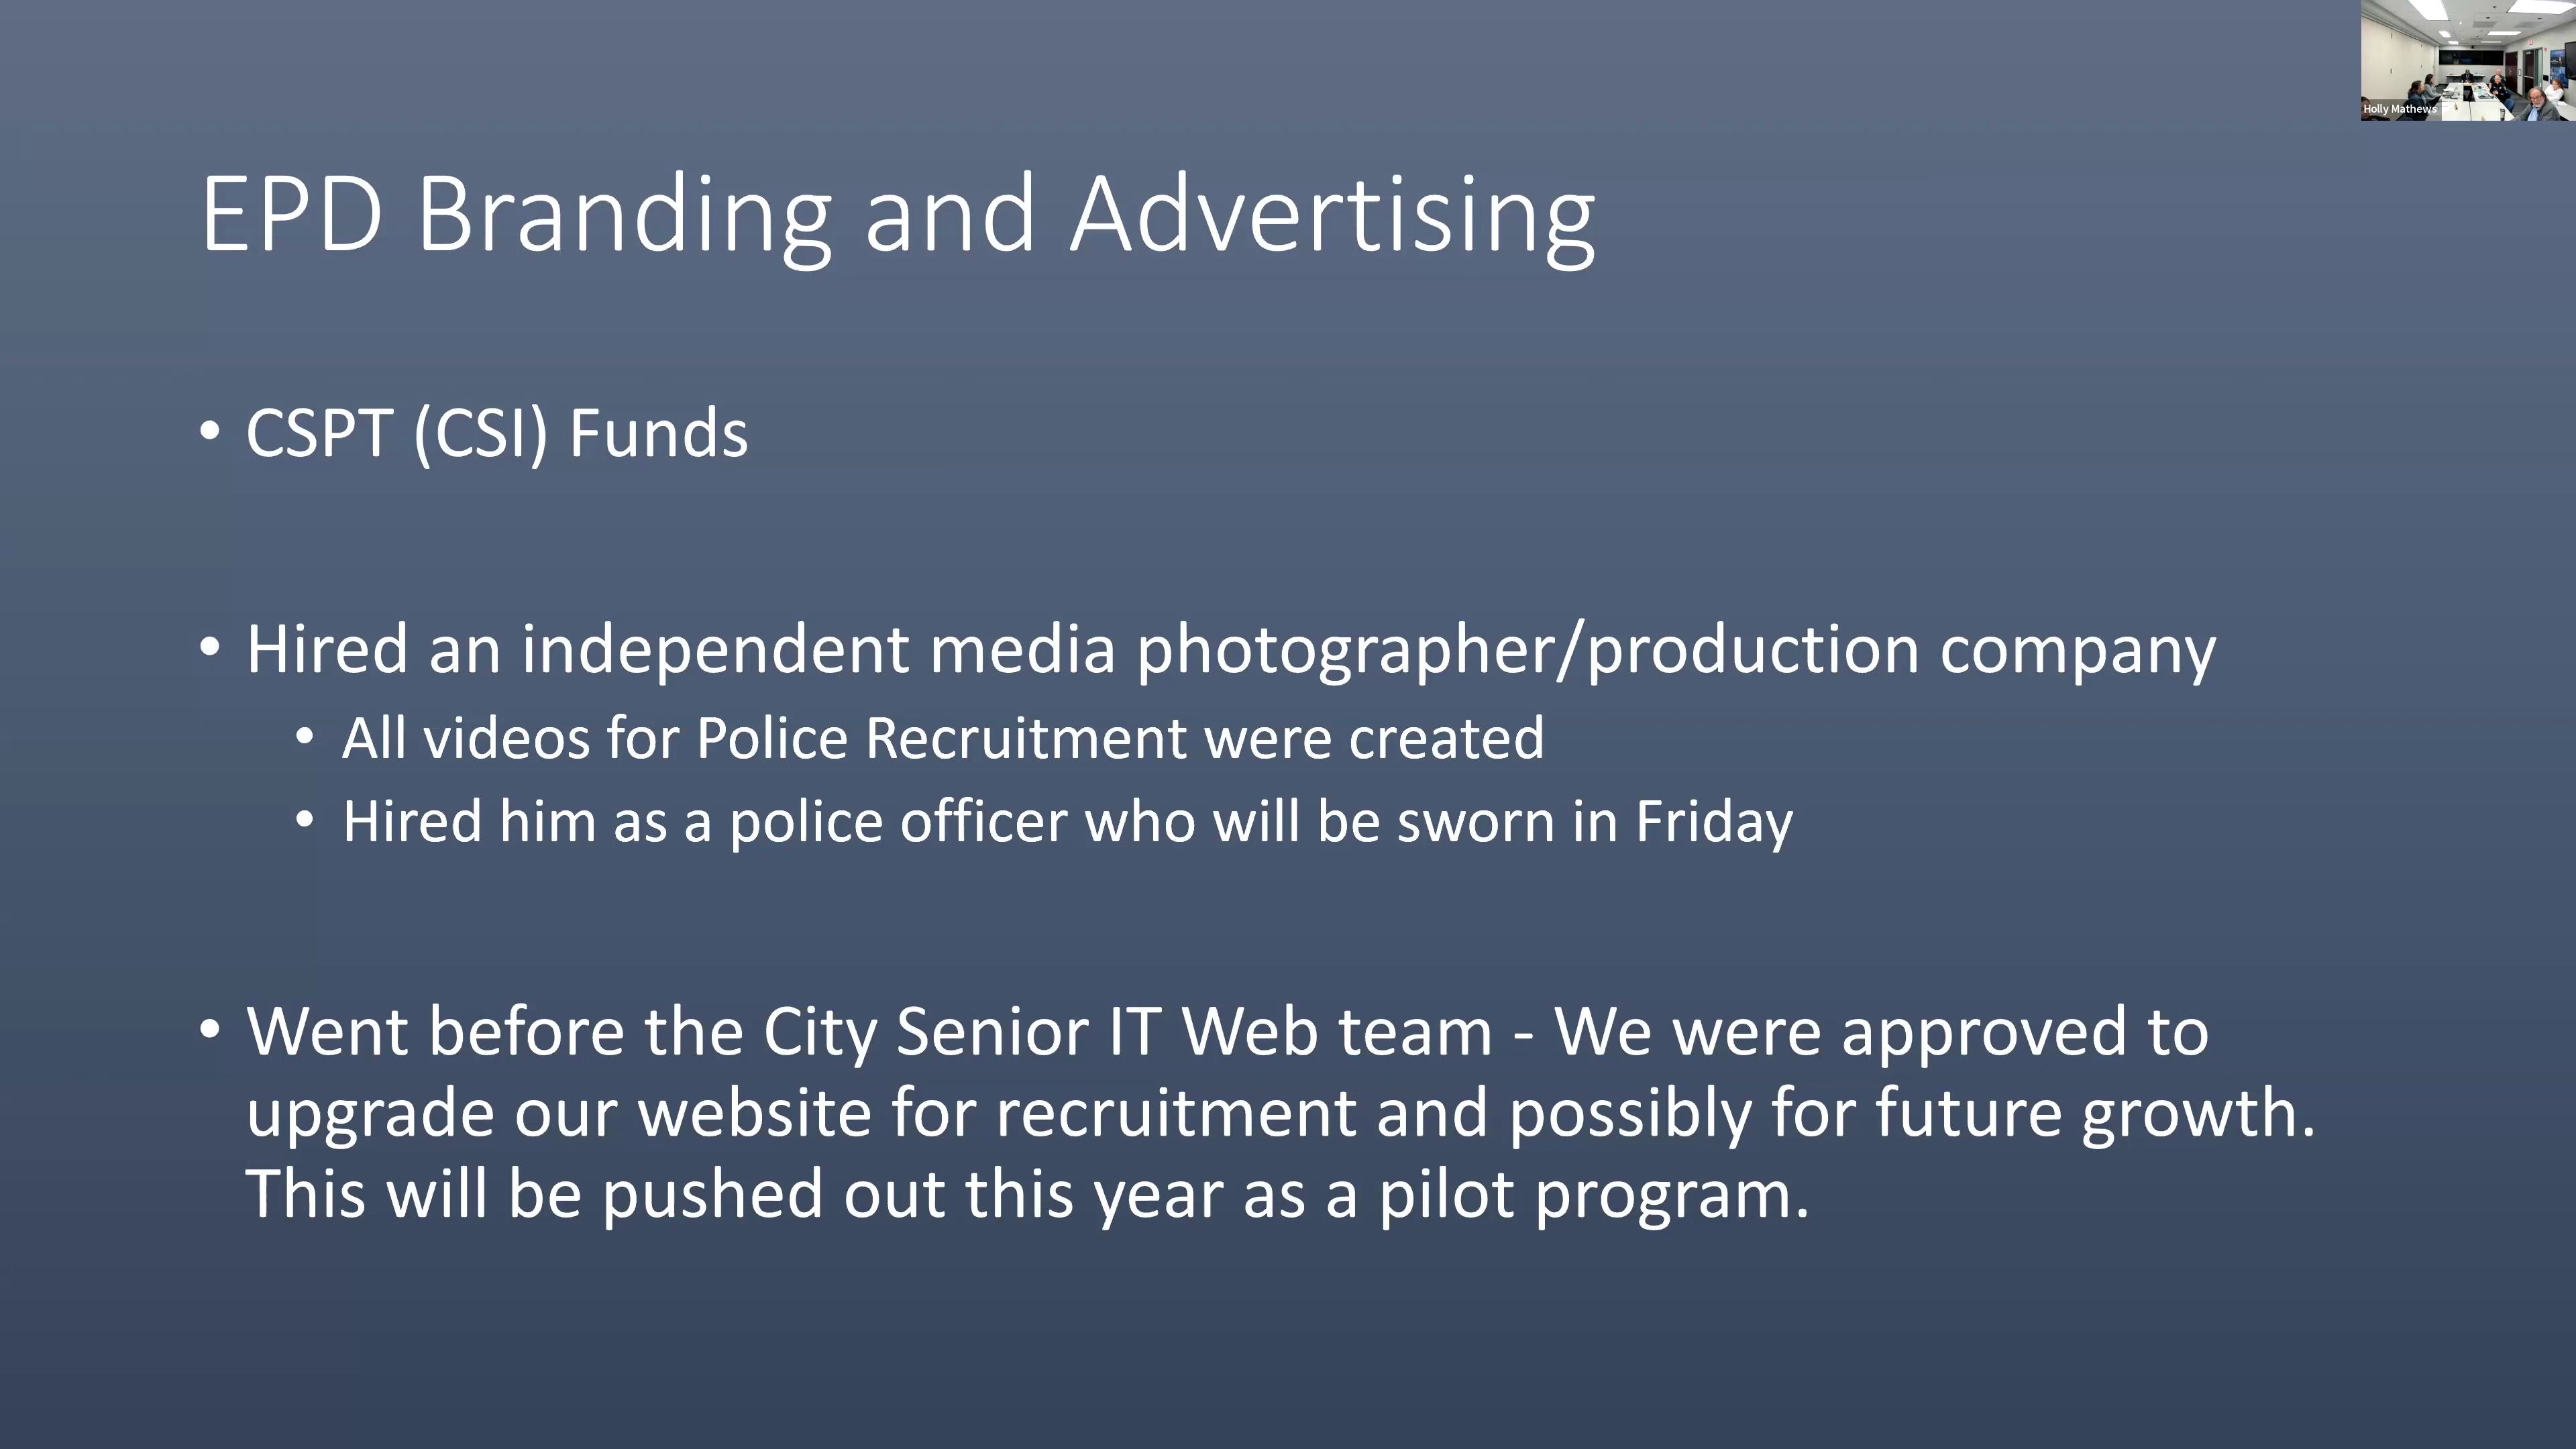 Holly Mathews
EPD Branding and Advertising
• CSPT (CSI) Funds
• Hired an independent media photographer/production company
• All videos for Police Recruitment were created
• Hired him as a police officer who will be sworn in Friday
• Went before the City Senior IT Web team - We were approved to
upgrade our website for recruitment and possibly for future growth.
This will be pushed out this year as a pilot program.